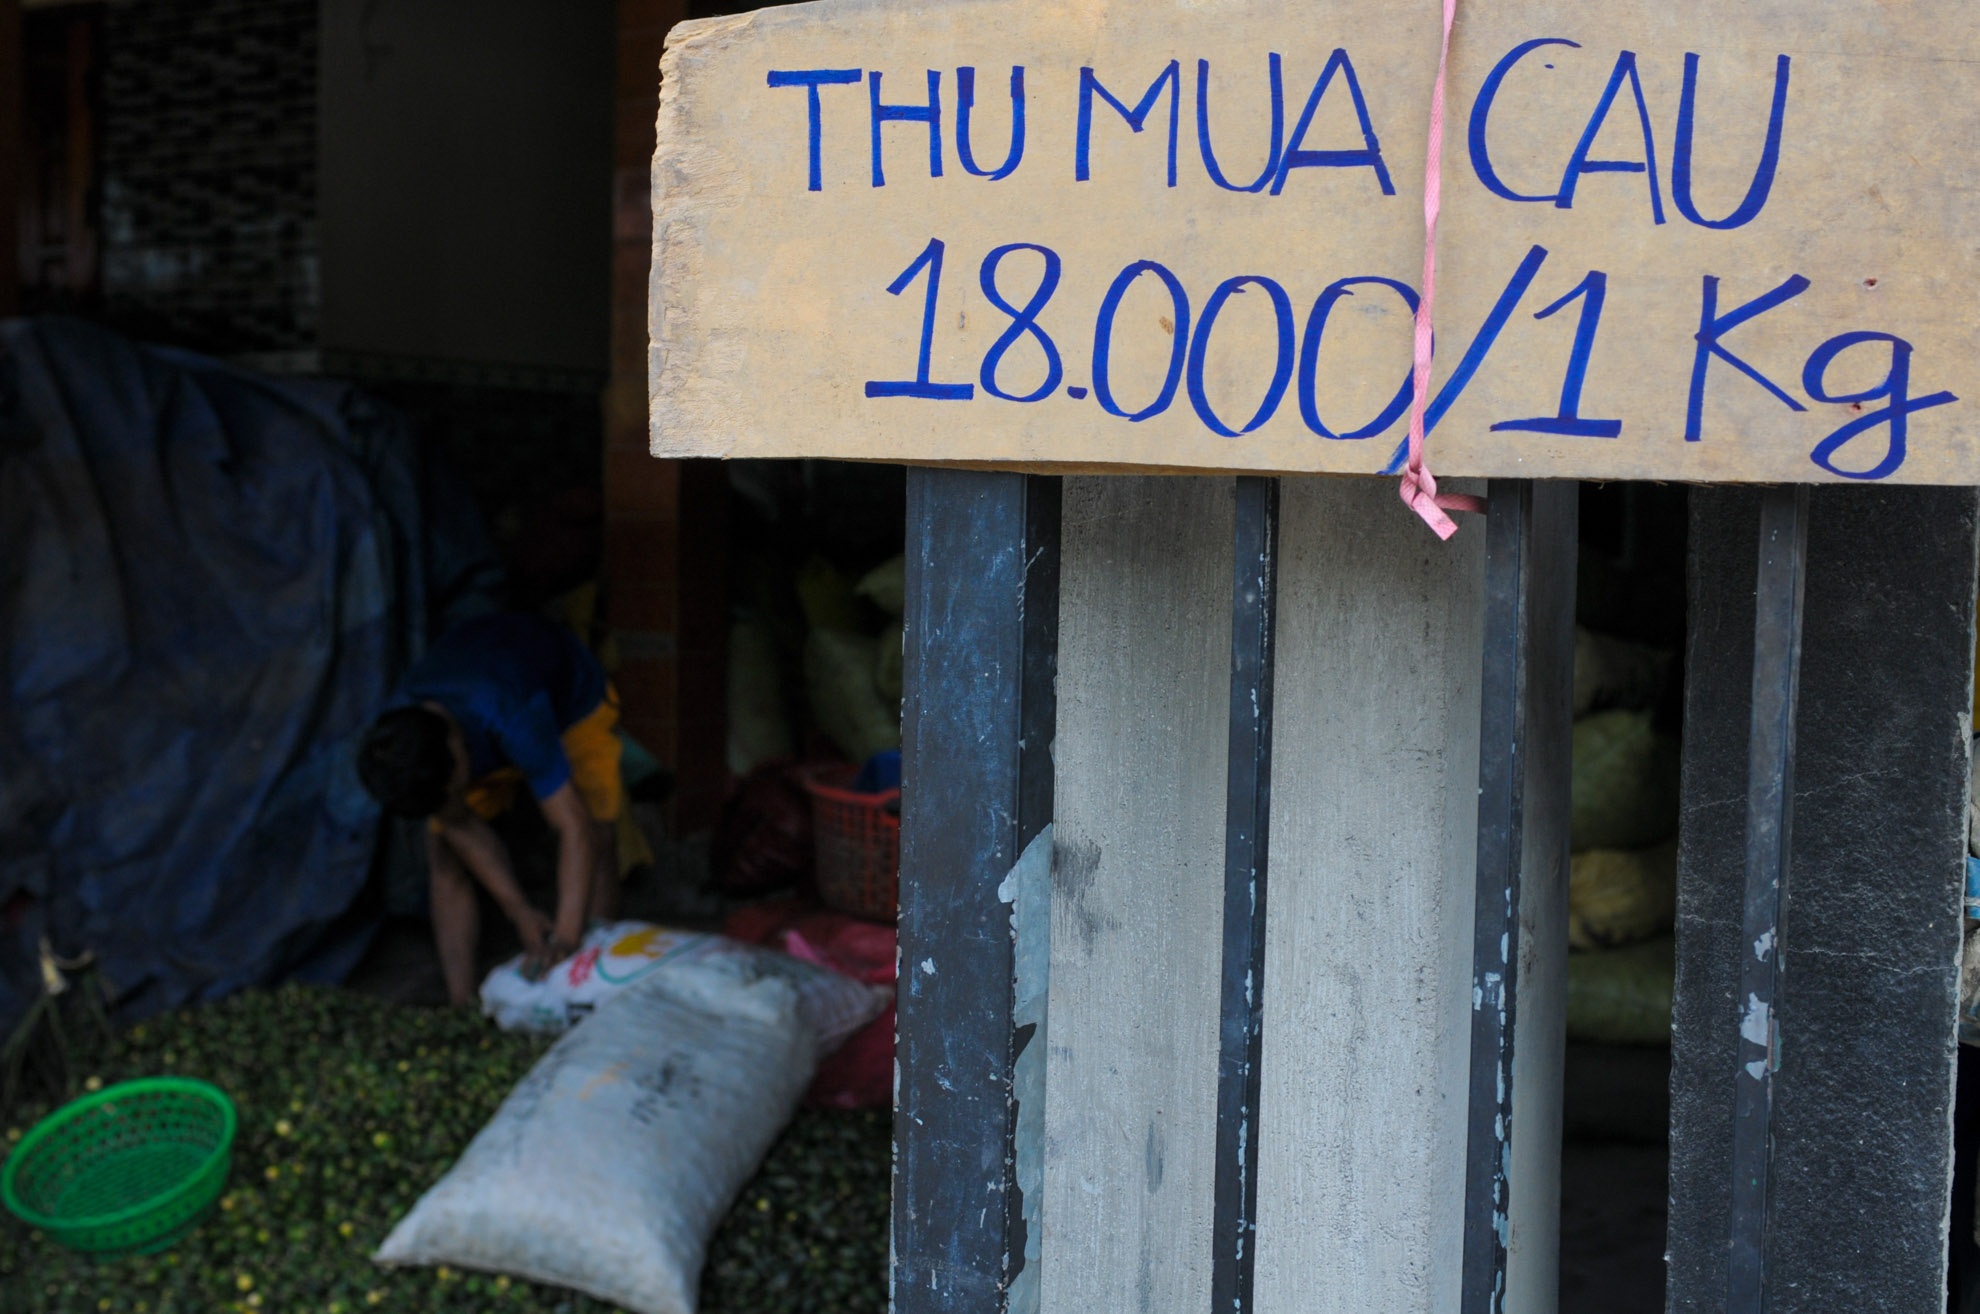 THU MUA CAU
18.000/1 Kg